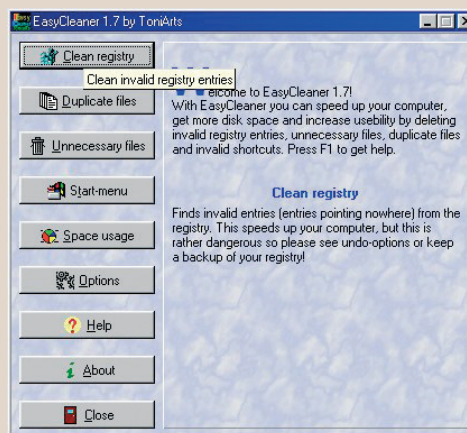 EasyCleaner 1.7 by ToniArts
Clean registry
Clean invalid registry entries
Duplicate files
Unnecessary files
Start-menu
Space usage
Options
Help
About
Close
Welcome to EasyCleaner 1.7!
With EasyCleaner you can speed up your computer,
get more disk space and increase usebility by deleting
invalid registry entries, unnecessary files, duplicate files
and invalid shortcuts. Press F1 to get help.
Clean registry
Finds invalid entries (entries pointing nowhere) from the
registry. This speeds up your computer, but this is
rather dangerous so please see undo-options or keep
a backup of your registry!